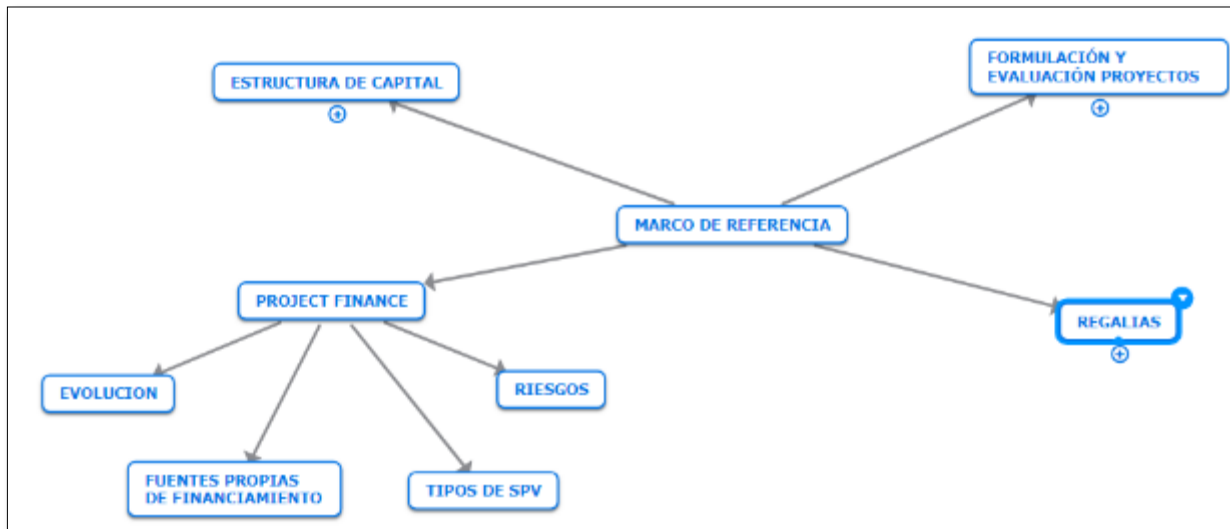 FORMULACIÓN Y
EVALUACIÓN PROYECTOS
ESTRUCTURA DE CAPITAL
MARCO DE REFERENCIA
PROJECT FINANCE
REGALIAS
EVOLUCION
RIESGOS
FUENTES PROPIAS
DE FINANCIAMIENTO
TIPOS DE SPV